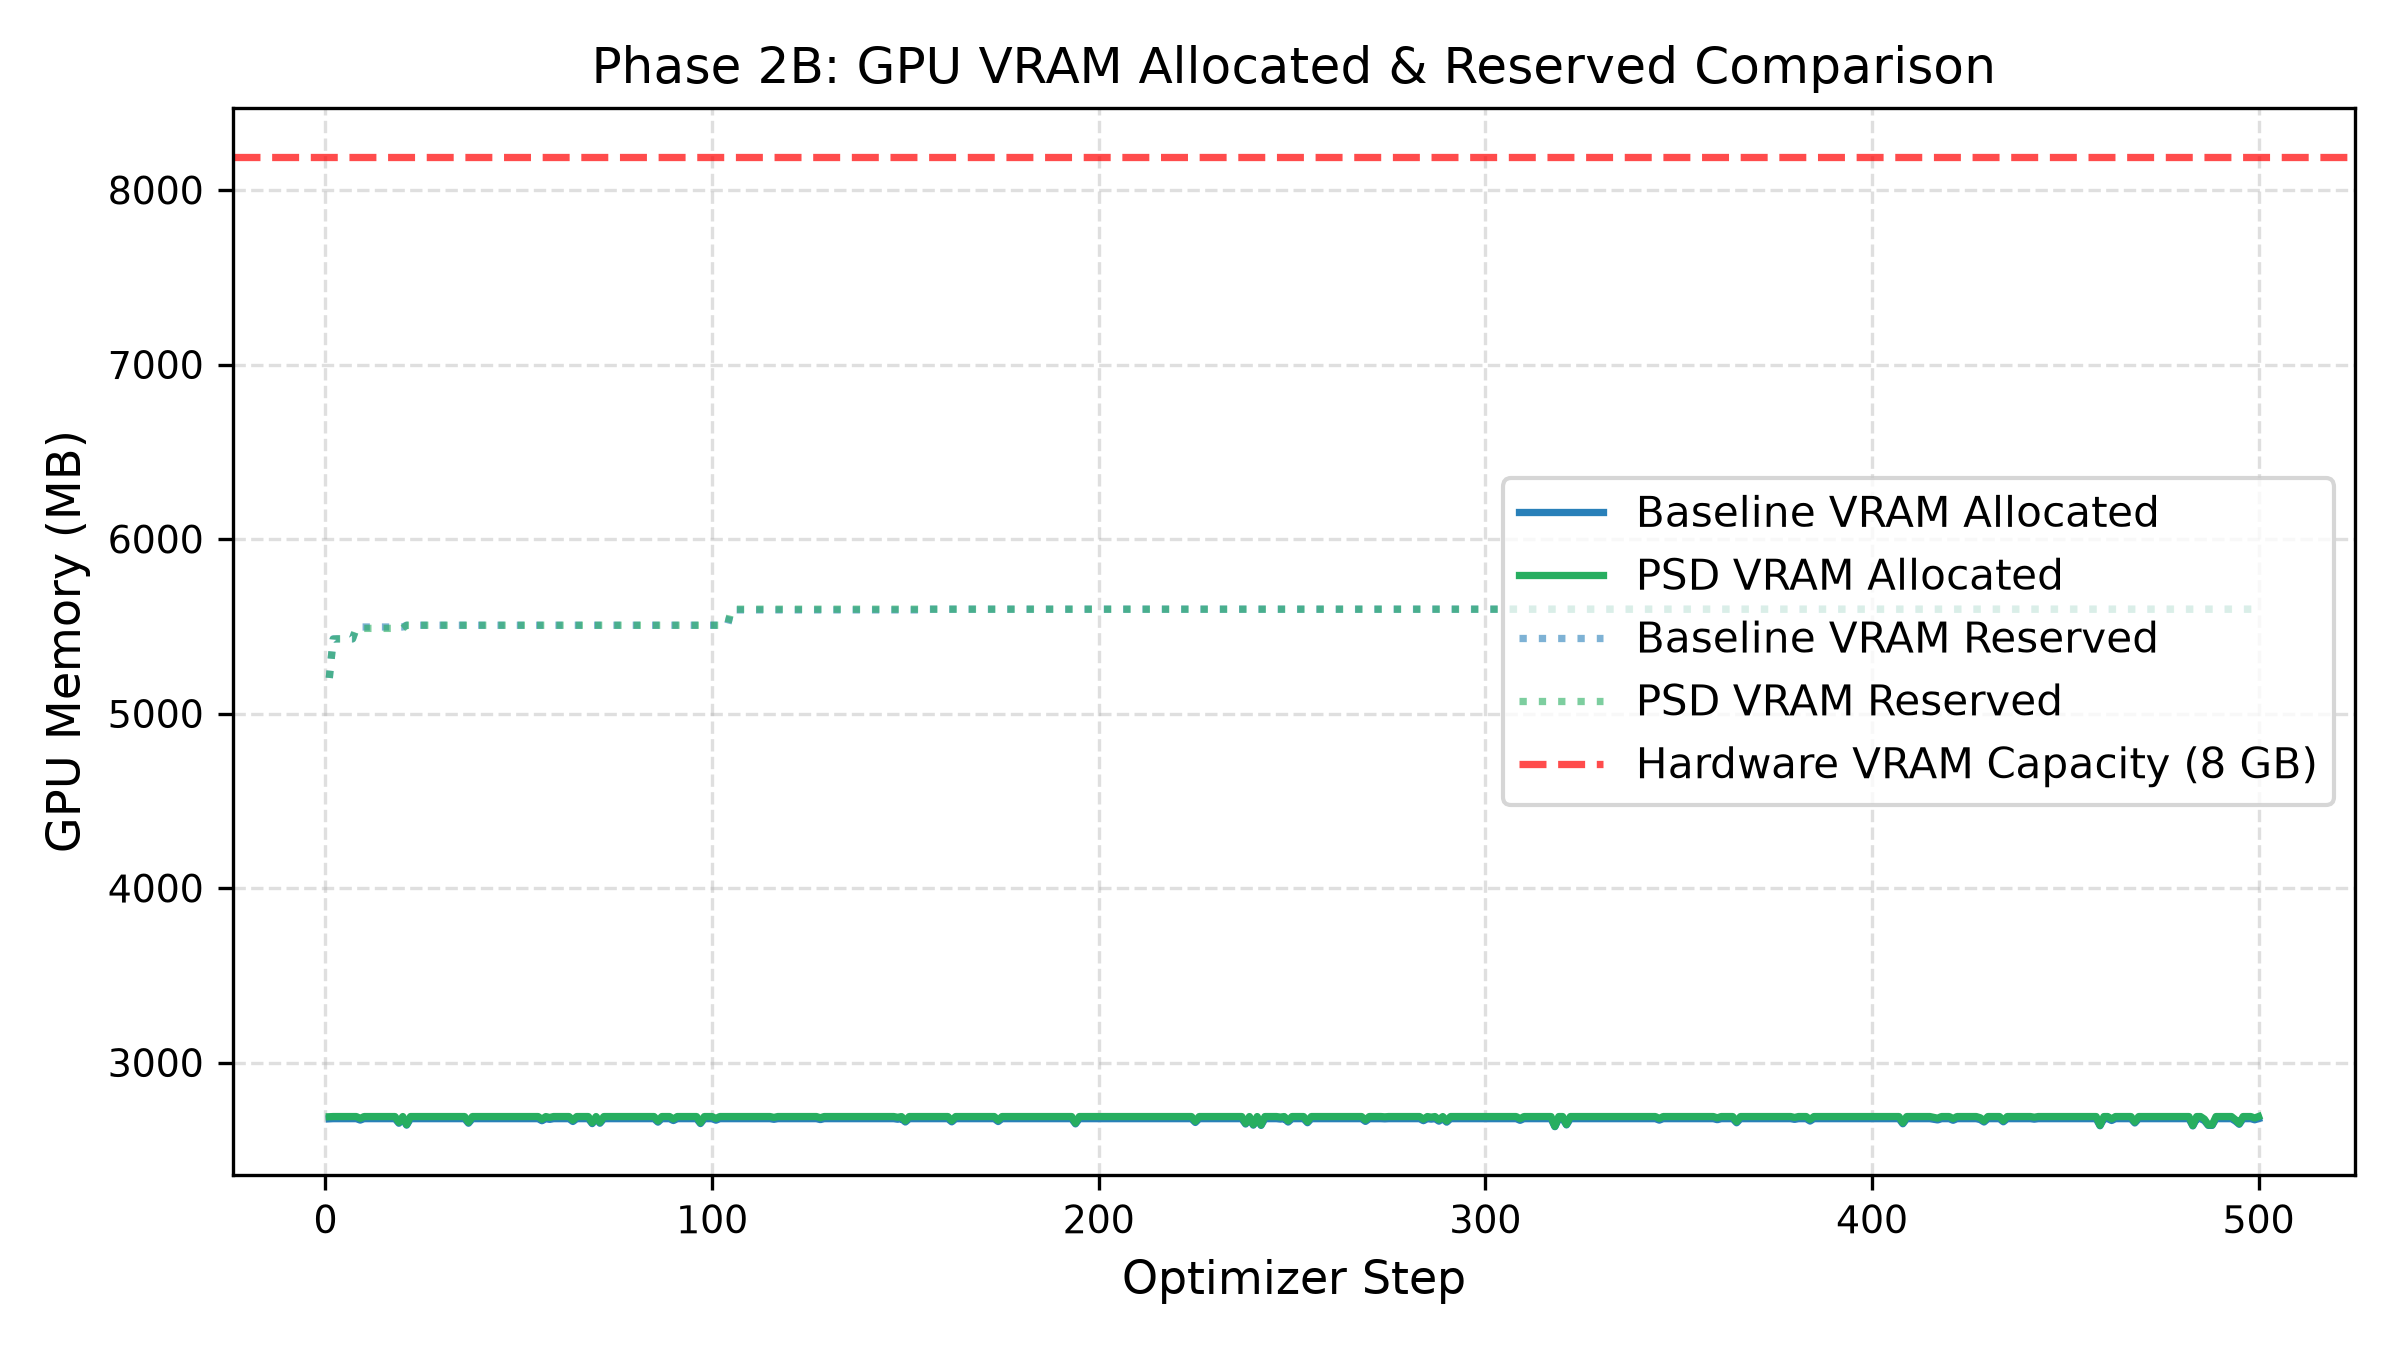 Phase 2B: GPU VRAM Allocated & Reserved Comparison
GPU Memory (MB)
8000
7000
6000
5000
4000
3000
Baseline VRAM Allocated
PSD VRAM Allocated
Baseline VRAM Reserved
PSD VRAM Reserved
Hardware VRAM Capacity (8 GB)
0 100 200 300 400 500
Optimizer Step